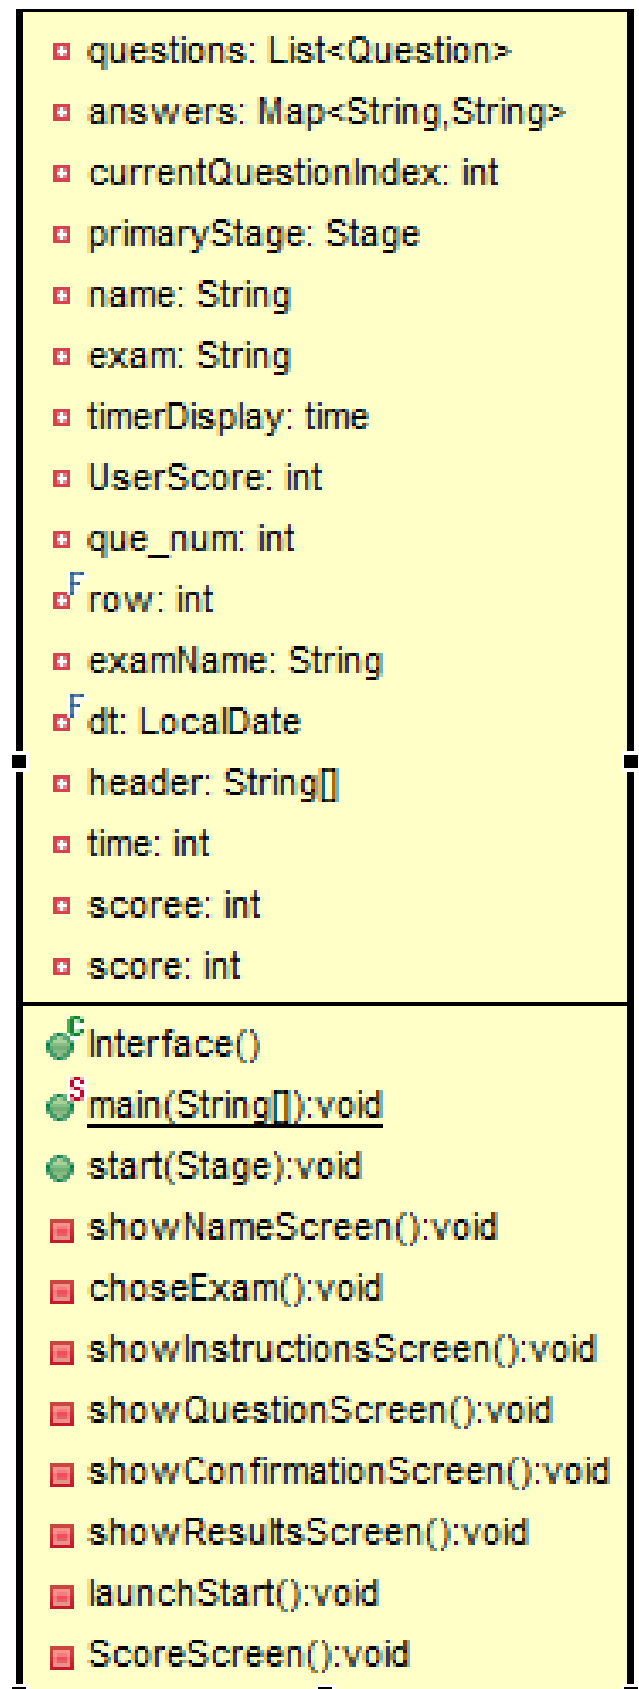 questions: List<Question>
answers: Map<String,String>
currentQuestionIndex: int
primaryStage: Stage
name: String
exam: String
timerDisplay: time
UserScore: int
que_num: int
F row: int
examName: String
F dt: LocalDate
header: String[]
time: int
scoree: int
score: int
C Interface()
S main(String[]):void
start(Stage):void
showNameScreen():void
choseExam():void
showInstructionsScreen():void
showQuestionScreen():void
showConfirmationScreen():void
showResultsScreen():void
launchStart():void
ScoreScreen():void